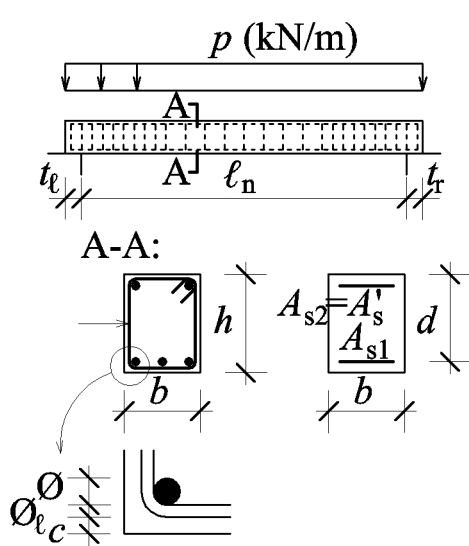 p (kN/m)
A
A
tℓ ℓn tr
A-A:
h As2=A's d
As1
b b
Ø
Øℓ
c